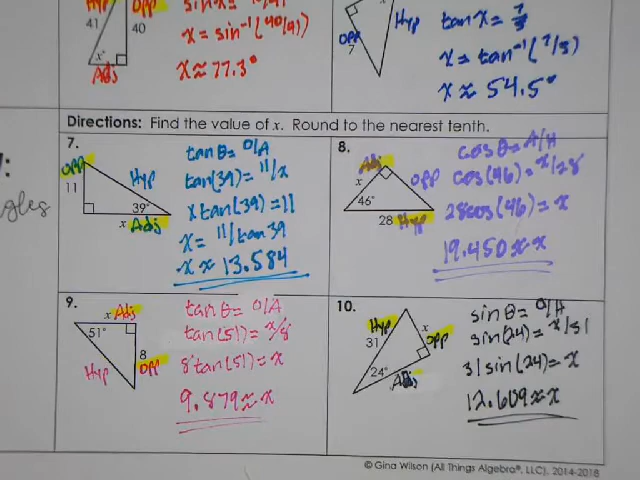 Hyp
Opp
41
40
x°
Adj
x = sin⁻¹(40/41)
x ≈ 77.3°
Opp
7
Hyp
tan x = 7/5
x = tan⁻¹(7/5)
x ≈ 54.5°
Directions: Find the value of x. Round to the nearest tenth.
7.
Opp
11
Hyp
39°
x Adj
tan θ = O/A
tan(39) = 11/x
x tan(39) = 11
x = 11/tan 39
x ≈ 13.584
8.
Adj
x
Opp
46°
28 Hyp
cos θ = A/H
cos(46) = x/28
28cos(46) = x
19.450 ≈ x
9.
x Adj
51°
8
Opp
Hyp
tan θ = O/A
tan(51) = x/8
8 tan(51) = x
9.879 ≈ x
10.
Hyp
31
x
Opp
24°
Adj
sin θ = O/H
sin(24) = x/31
31 sin(24) = x
12.609 ≈ x
© Gina Wilson (All Things Algebra®, LLC), 2014-2018